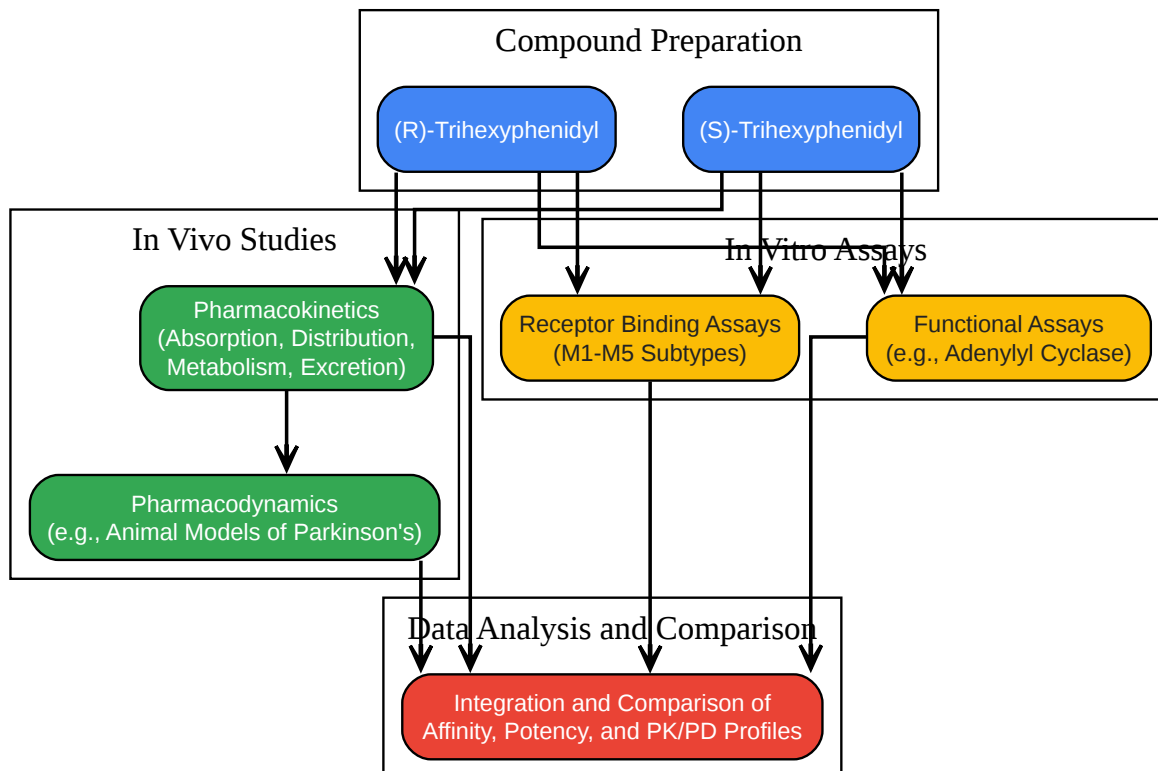 Compound Preparation
(R)-Trihexyphenidyl
(S)-Trihexyphenidyl
In Vivo Studies
In Vitro Assays
Pharmacokinetics
(Absorption, Distribution,
Metabolism, Excretion)
Receptor Binding Assays
(M1-M5 Subtypes)
Functional Assays
(e.g., Adenylyl Cyclase)
Pharmacodynamics
(e.g., Animal Models of Parkinson's)
Data Analysis and Comparison
Integration and Comparison of
Affinity, Potency, and PK/PD Profiles